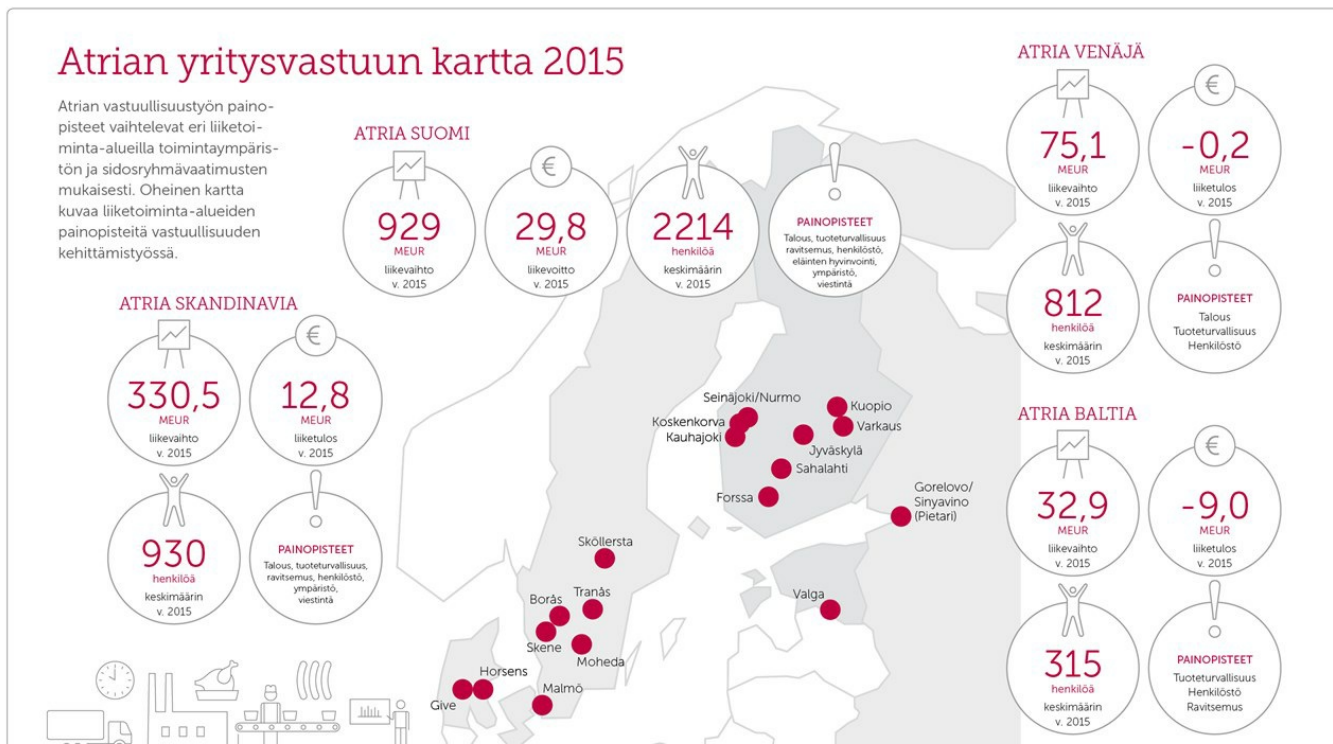 Atrian yritysvastuun kartta 2015
Atrian vastuullisuustyön paino-
pisteet vaihtelevat eri liiketoi-
minta-alueilla toimintaympäris-
tön ja sidosryhmävaatimusten
mukaisesti. Oheinen kartta
kuvaa liiketoiminta-alueiden
painopisteitä vastuullisuuden
kehittämistyössä.
ATRIA SUOMI
929
MEUR
liikevaihto
v. 2015
€
29,8
MEUR
liikevoitto
v. 2015
2214
henkilöä
keskimäärin
v. 2015
PAINOPISTEET
Talous, tuoteturvallisuus
ravitsemus, henkilöstö,
eläinten hyvinvointi,
ympäristö,
viestintä
ATRIA VENÄJÄ
75,1
MEUR
liikevaihto
v. 2015
€
-0,2
MEUR
liiketulos
v. 2015
812
henkilöä
keskimäärin
v. 2015
PAINOPISTEET
Talous
Tuoteturvallisuus
Henkilöstö
ATRIA SKANDINAVIA
330,5
MEUR
liikevaihto
v. 2015
€
12,8
MEUR
liiketulos
v. 2015
930
henkilöä
keskimäärin
v. 2015
PAINOPISTEET
Talous, tuoteturvallisuus,
ravitsemus, henkilöstö,
ympäristö,
viestintä
ATRIA BALTIA
32,9
MEUR
liikevaihto
v. 2015
€
-9,0
MEUR
liiketulos
v. 2015
315
henkilöä
keskimäärin
v. 2015
PAINOPISTEET
Tuoteturvallisuus
Henkilöstö
Ravitsemus
Seinäjoki/Nurmo
Koskenkorva
Kauhajoki
Kuopio
Varkaus
Jyväskylä
Sahalahti
Forssa
Gorelovo/
Sinyavino
(Pietari)
Sköllersta
Borås
Tranås
Skene
Moheda
Valga
Horsens
Give
Malmö